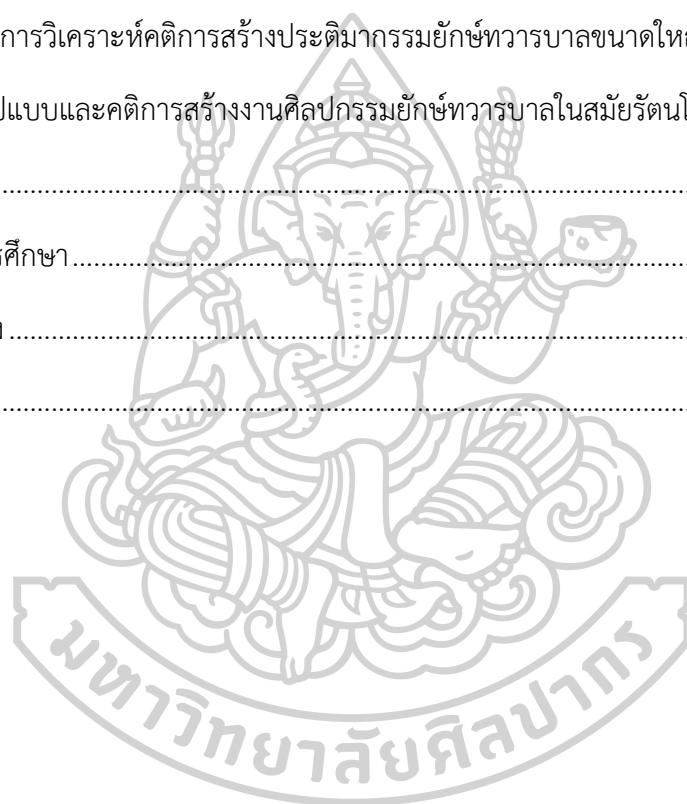 การวิเคราะห์คติการสร้างประติมากรรมยักษ์ทวารบาลขนาดให
ปแบบและคติการสร้างงานศิลปกรรมยักษ์ทวารบาลในสมัยรัตนโ
....................................................................
ศึกษา....................................................................
....................................................................
....................................................................
มหาวิทยาลัยศิลปากร